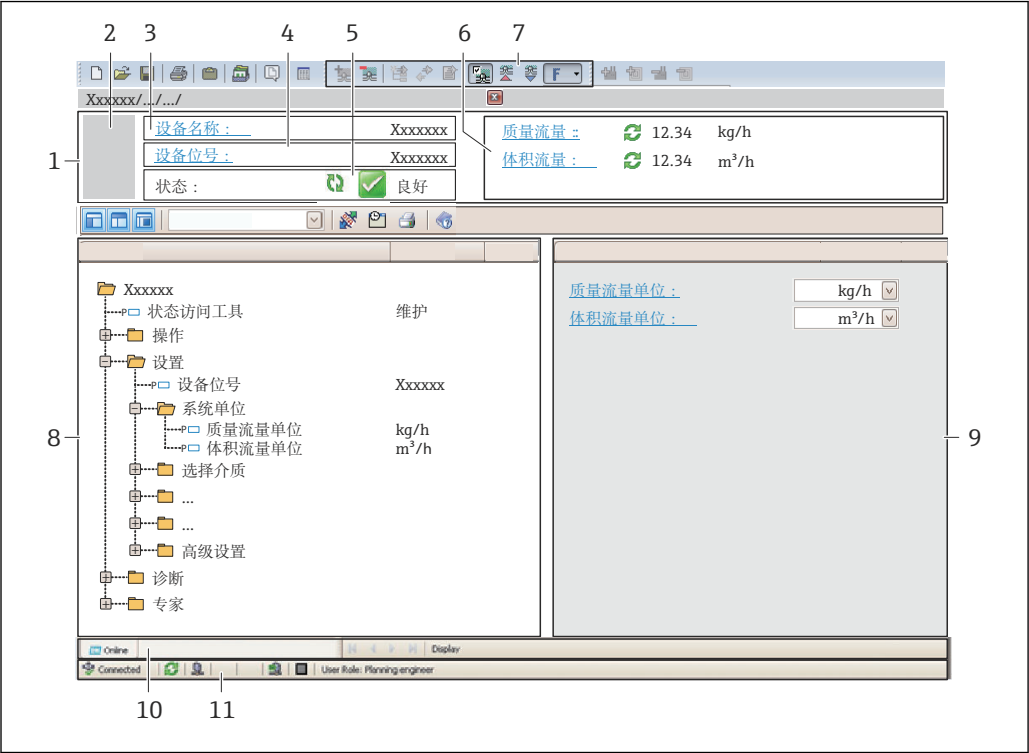 2 3 4 5 6 7
F
Xxxxxx/.../.../
1
设备名称： Xxxxxxx
设备位号： Xxxxxxx
状态： 良好
质量流量 :: 12.34 kg/h
体积流量： 12.34 m³/h
Xxxxxx
P 状态访问工具 维护
操作
设置
P 设备位号 Xxxxxx
系统单位
P 质量流量单位 kg/h
P 体积流量单位 m³/h
选择介质
...
...
高级设置
诊断
专家
8
质量流量单位： kg/h
体积流量单位： m³/h
9
Online Display
Connected User Role: Planning engineer
10 11